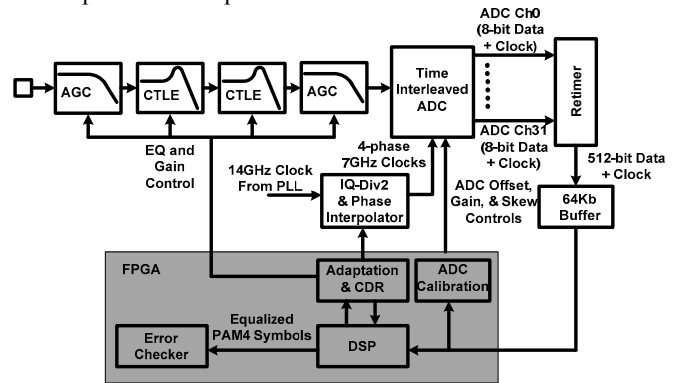 ADC Ch0
(8-bit Data
+ Clock)
AGC
CTLE
CTLE
AGC
Time
Interleaved
ADC
Retimer
ADC Ch31
(8-bit Data
+ Clock)
EQ and
Gain
Control
4-phase
7GHz Clocks
14GHz Clock
From PLL
IQ-Div2
& Phase
Interpolator
ADC Offset,
Gain, & Skew
Controls
512-bit Data
+ Clock
64Kb
Buffer
FPGA
Adaptation
& CDR
ADC
Calibration
Equalized
PAM4 Symbols
Error
Checker
DSP